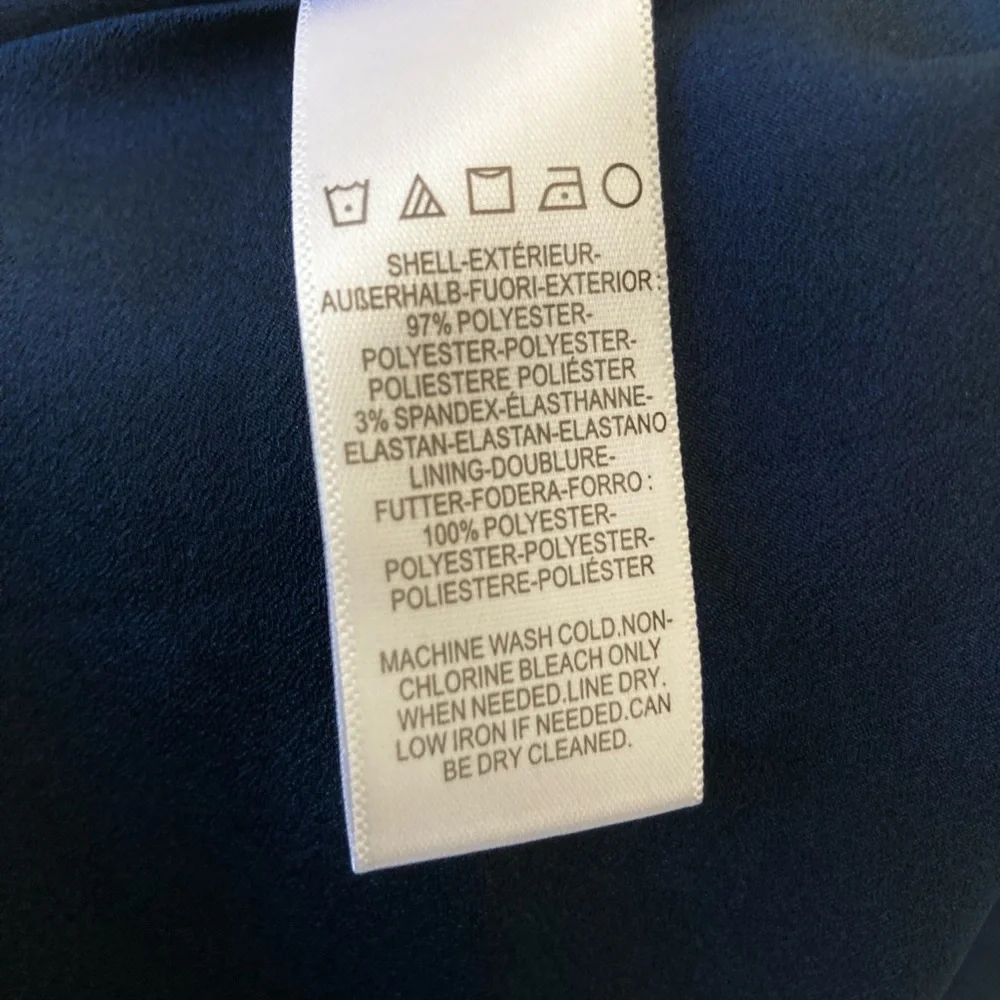 SHELL-EXTÉRIEUR-
AUßERHALB-FUORI-EXTERIOR :
97% POLYESTER-
POLYESTER-POLYESTER-
POLIESTERE POLIÉSTER
3% SPANDEX-ÉLASTHANNE-
ELASTAN-ELASTAN-ELASTANO
LINING-DOUBLURE-
FUTTER-FODERA-FORRO :
100% POLYESTER-
POLYESTER-POLYESTER-
POLIESTERE-POLIÉSTER
MACHINE WASH COLD.NON-
CHLORINE BLEACH ONLY
WHEN NEEDED.LINE DRY.
LOW IRON IF NEEDED.CAN
BE DRY CLEANED.